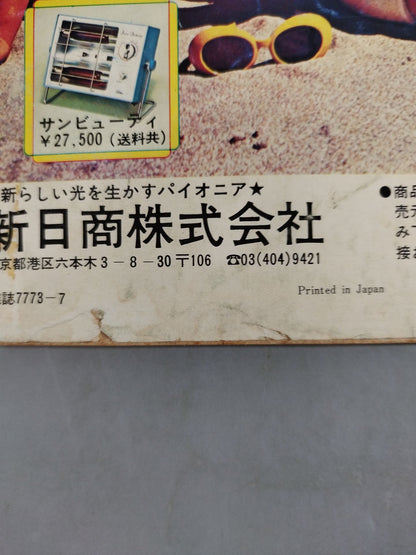 サンビューティ
¥27,500(送料共)
新らしい光を生かすパイオニア★
新日商株式会社
京都港区六本木3－8－30〒106 ☎03(404)9421
誌7773-7
Printed in Japan
●商品
売元
みて
接お